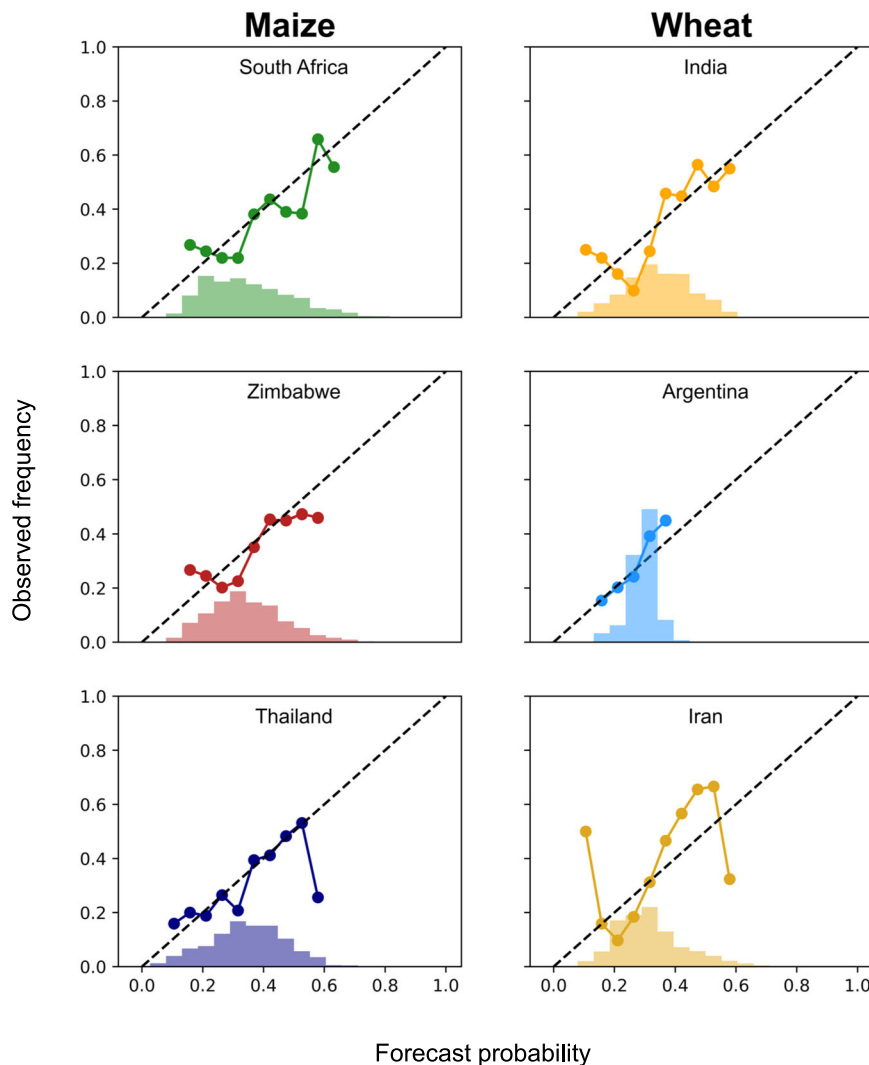 Maize Wheat
1.0 South Africa India
0.8
0.6
0.4
0.2
0.0
1.0 Zimbabwe Argentina
0.8
0.6
0.4
0.2
0.0
Observed frequency
1.0 Thailand Iran
0.8
0.6
0.4
0.2
0.0
0.0 0.2 0.4 0.6 0.8 1.0 0.0 0.2 0.4 0.6 0.8 1.0
Forecast probability